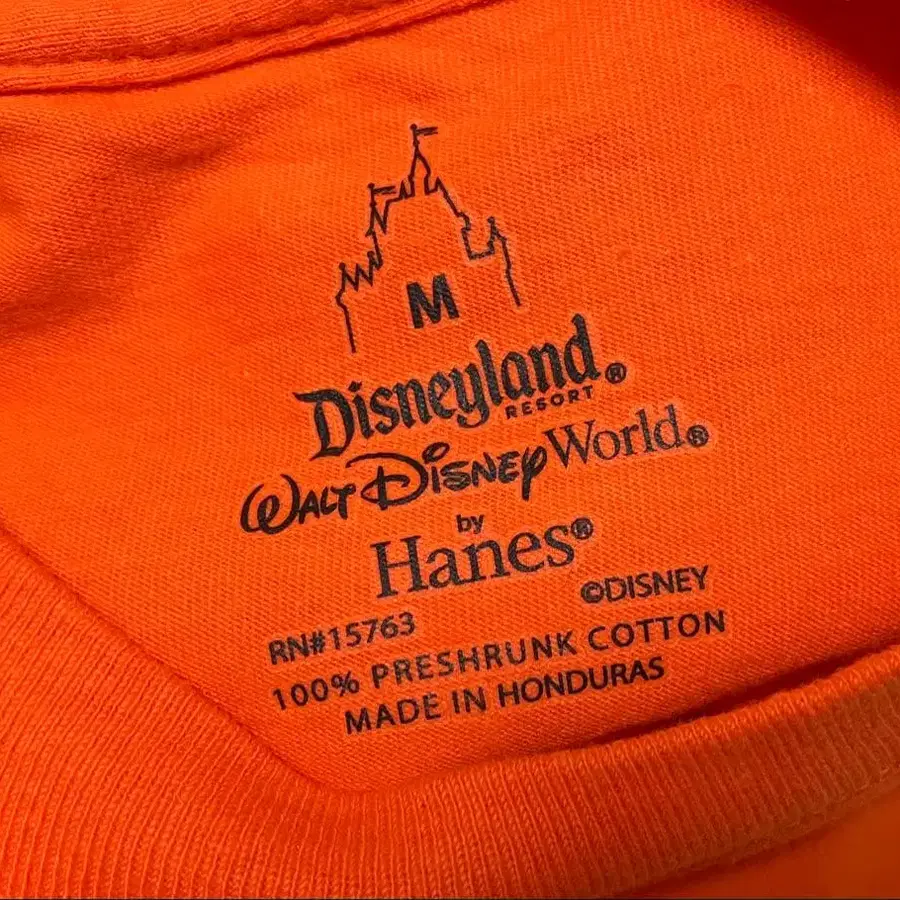 M
Disneyland®
RESORT
WALT DISNEY World®
by
Hanes®
©DISNEY
RN#15763
100% PRESHRUNK COTTON
MADE IN HONDURAS